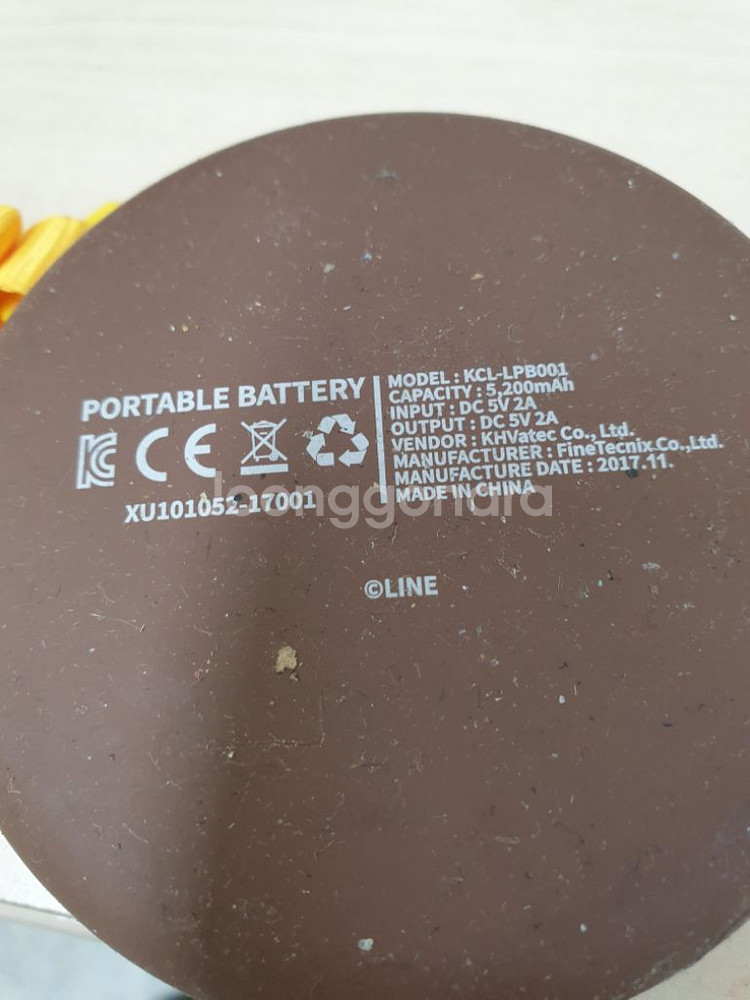 PORTABLE BATTERY
XU101052-17001
MODEL : KCL-LPB001
CAPACITY : 5,200mAh
INPUT : DC 5V 2A
OUTPUT : DC 5V 2A
VENDOR : KHVatec Co., Ltd.
MANUFACTURER : FineTecnix.Co.,Ltd.
MANUFACTURE DATE : 2017.11.
MADE IN CHINA
©LINE
joonggonara